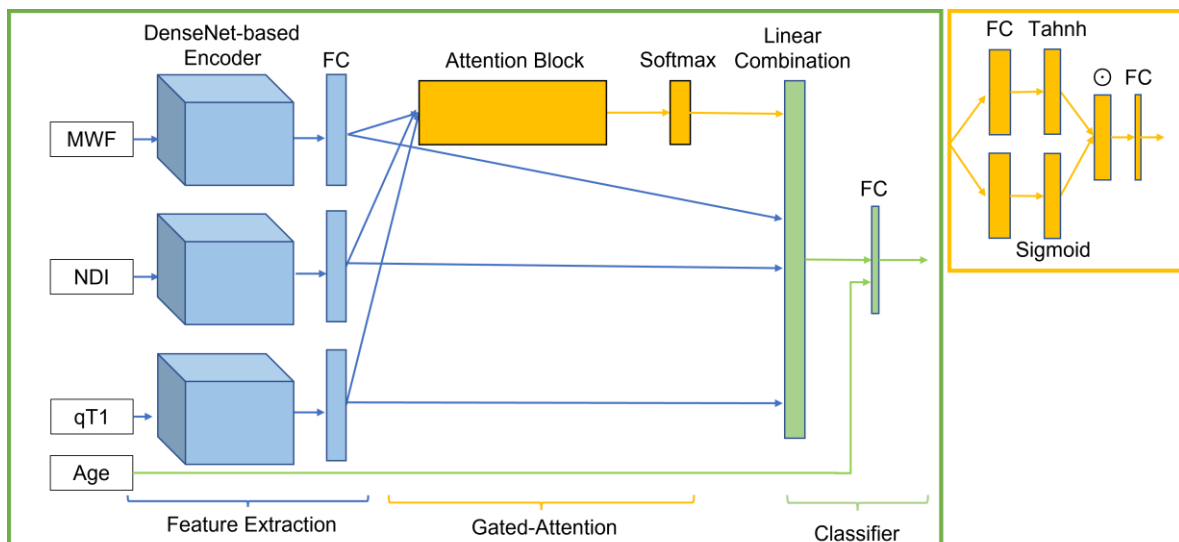 DenseNet-based
Encoder
FC
Attention Block
Softmax
Linear
Combination
MWF
NDI
FC
qT1
Age
Feature Extraction
Gated-Attention
Classifier
FC
Tahnh
⊙
FC
Sigmoid